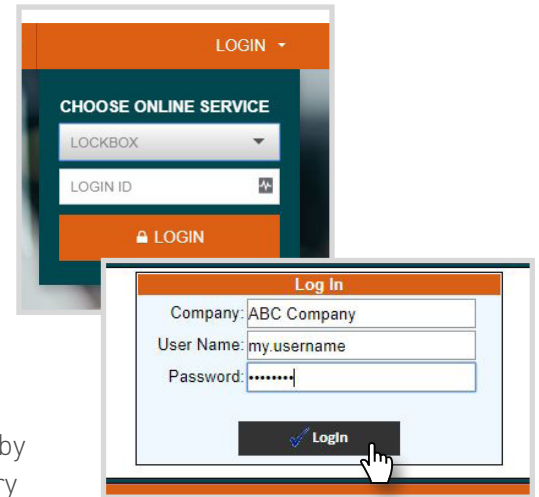 LOGIN
CHOOSE ONLINE SERVICE
LOCKBOX
LOGIN ID
LOGIN
Log In
Company: ABC Company
User Name: my.username
Password: ••••••••
LogIn
by
ry